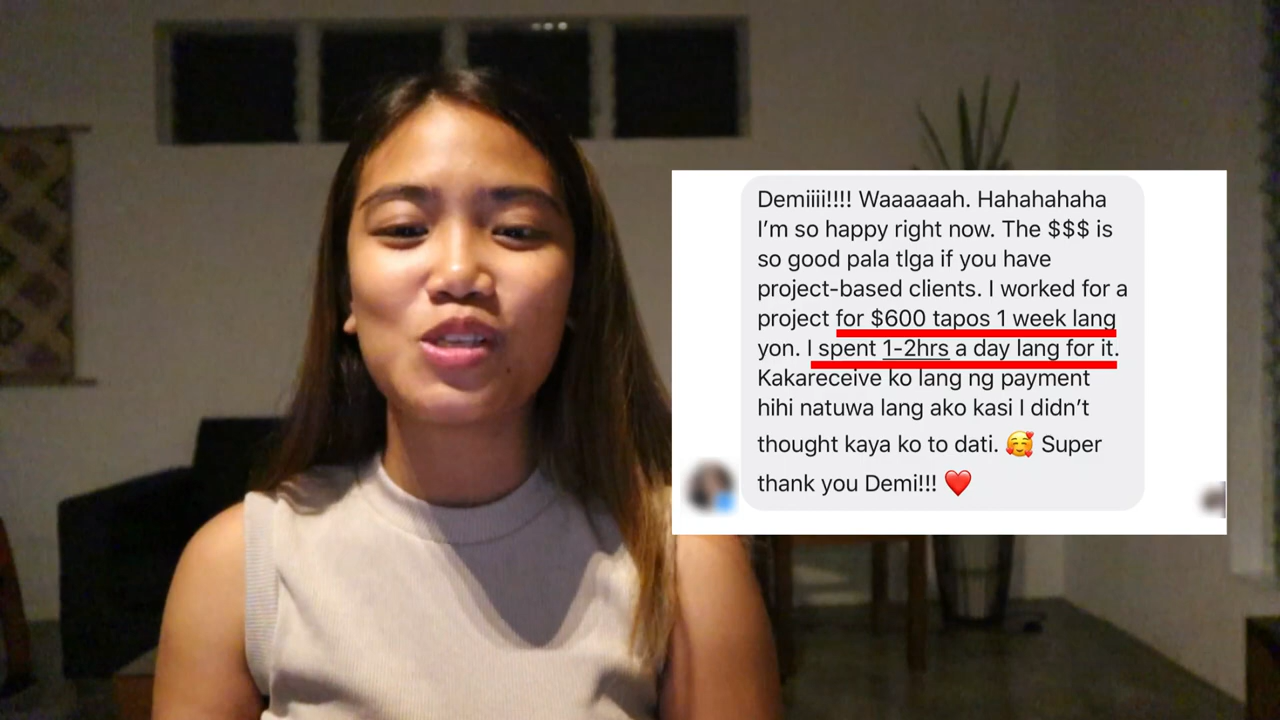 Demiiii!!!! Waaaaaah. Hahahahaha
I'm so happy right now. The $$$ is
so good pala tlga if you have
project-based clients. I worked for a
project for $600 tapos 1 week lang
yon. I spent 1-2hrs a day lang for it.
Kakareceive ko lang ng payment
hihi natuwa lang ako kasi I didn't
thought kaya ko to dati. 🥰 Super
thank you Demi!!! ❤️